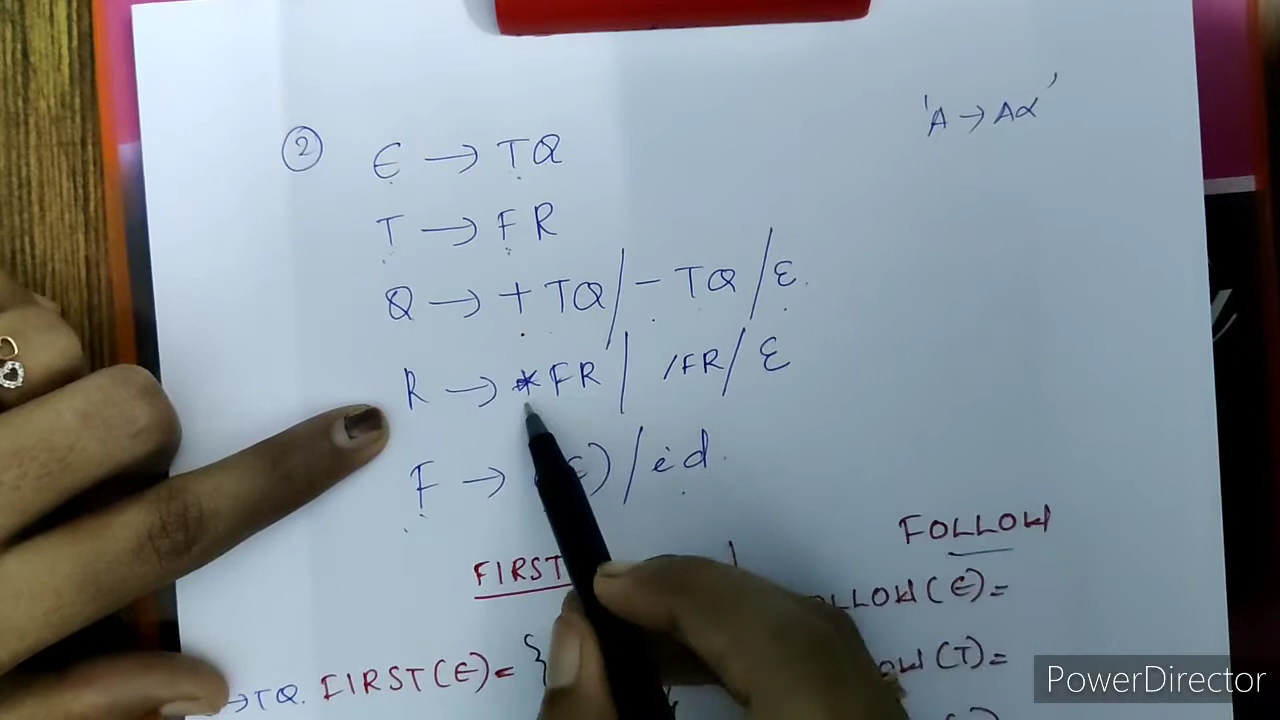 ② E → TQ
'A → Aα'
T → FR
Q → + TQ / - TQ / ε
R → *FR | /FR / ε
F → ) / id
FIRST
FOLLOW
FOLLOW (E) =
→TQ. FIRST(E) = {
(T) =
PowerDirector